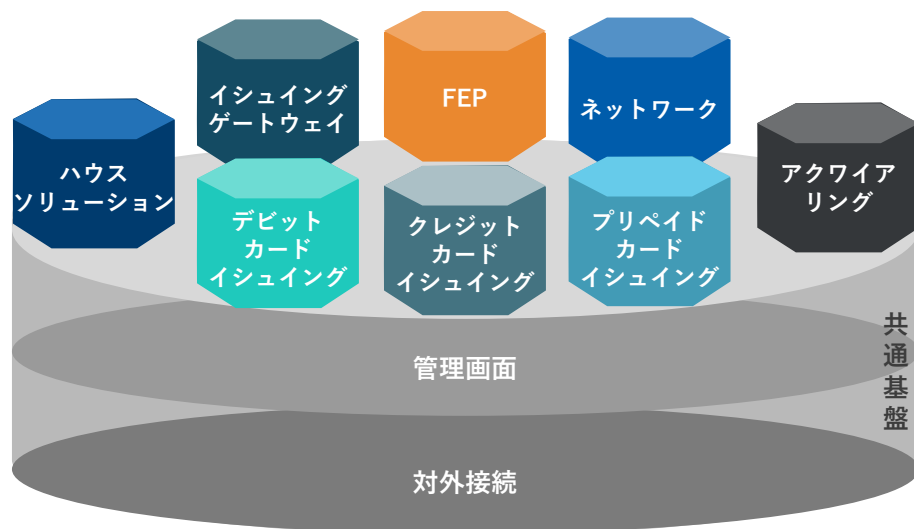 イシュイング
ゲートウェイ
FEP
ネットワーク
ハウス
ソリューション
アクワイア
リング
デビット
カード
イシュイング
クレジット
カード
イシュイング
プリペイド
カード
イシュイング
管理画面
共通基盤
対外接続